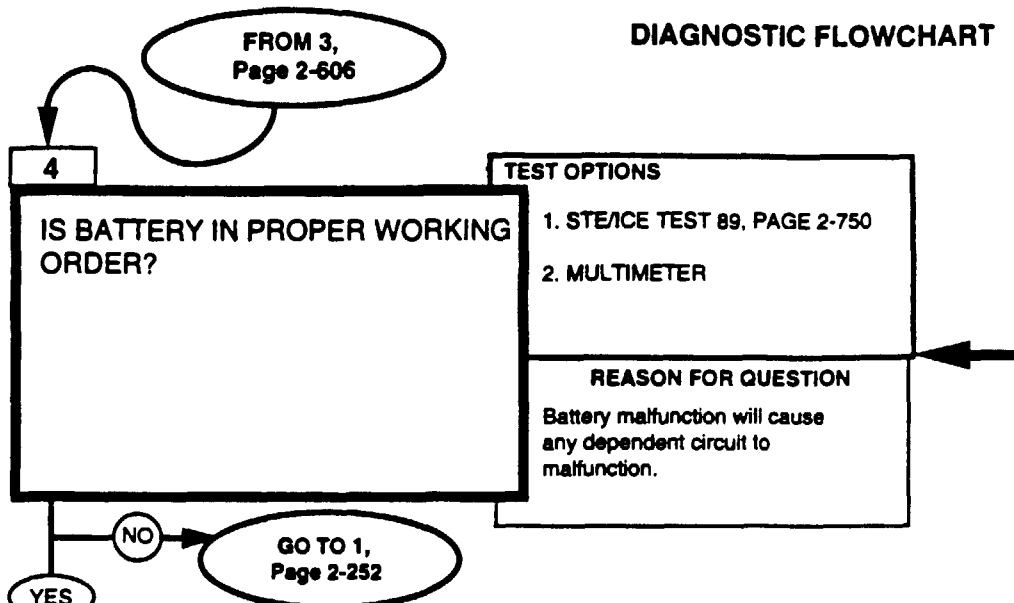 DIAGNOSTIC FLOWCHART
FROM 3,
Page 2-606
4
IS BATTERY IN PROPER WORKING
ORDER?
TEST OPTIONS
1. STE/ICE TEST 89, PAGE 2-750
2. MULTIMETER
REASON FOR QUESTION
Battery malfunction will cause
any dependent circuit to
malfunction.
NO
GO TO 1,
Page 2-252
YES